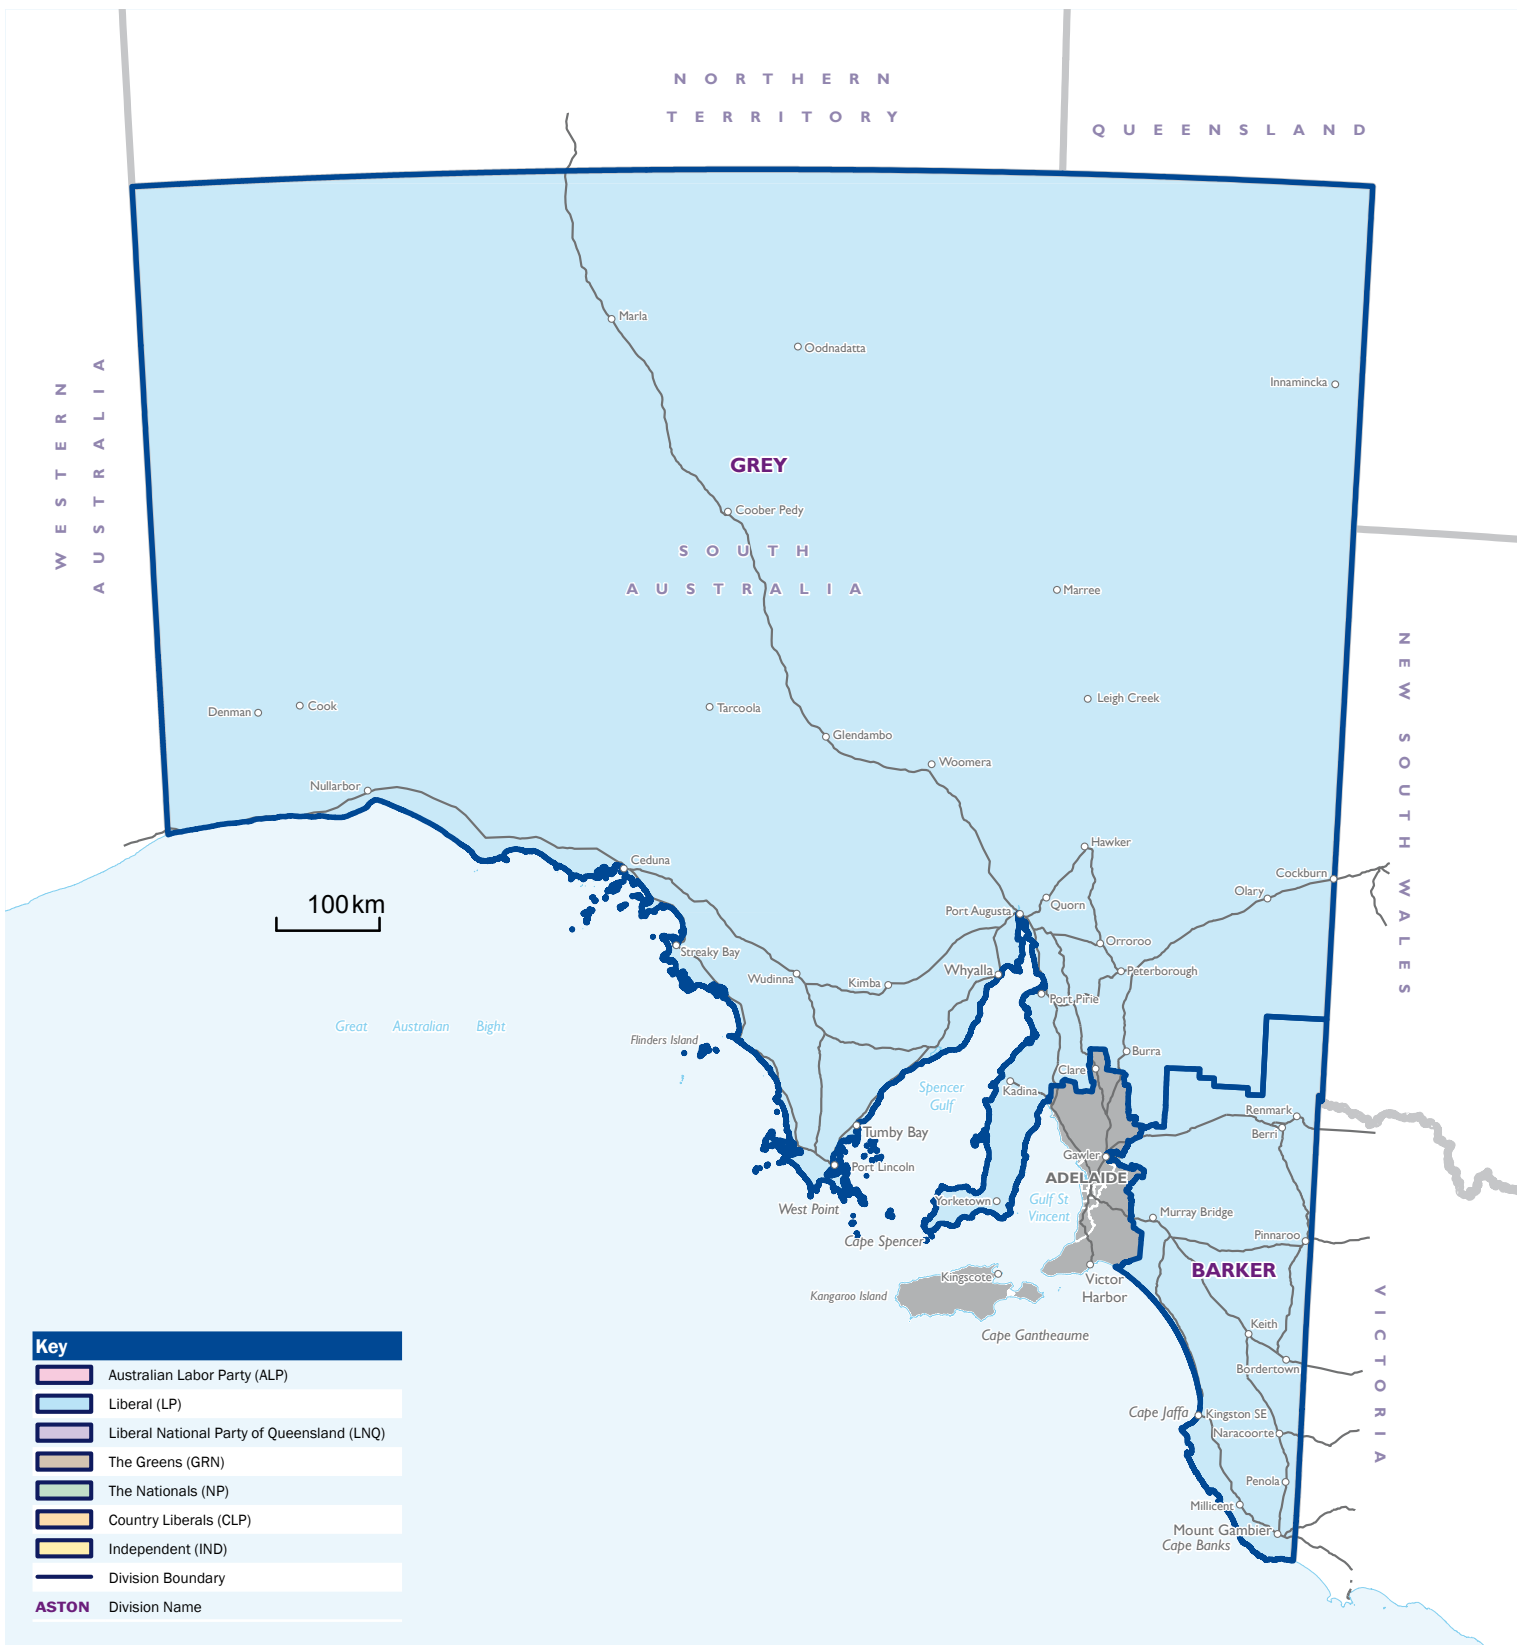 NORTHERN
TERRITORY
QUEENSLAND
WESTERN
AUSTRALIA
Marla
Oodnadatta
Innamincka
GREY
Coober Pedy
SOUTH
AUSTRALIA
Marree
NEW SOUTH WALES
Denman
Cook
Tarcoola
Leigh Creek
Glendambo
Woomera
Nullarbor
Hawker
Ceduna
Cockburn
Olary
100 km
Port Augusta
Quorn
Orroroo
Streaky Bay
Wudinna
Kimba
Whyalla
Peterborough
Port Pirie
Great Australian Bight
Flinders Island
Burra
Clare
Spencer
Gulf
Kadina
Renmark
Berri
Tumby Bay
Gawler
Port Lincoln
ADELAIDE
Yorketown
Gulf St
Vincent
West Point
Murray Bridge
Cape Spencer
Pinnaroo
BARKER
Kingscote
Victor
Harbor
Kangaroo Island
Cape Gantheaume
Keith
Bordertown
VICTORIA
Cape Jaffa
Kingston SE
Naracoorte
Penola
Millicent
Mount Gambier
Cape Banks
Key
Australian Labor Party (ALP)
Liberal (LP)
Liberal National Party of Queensland (LNQ)
The Greens (GRN)
The Nationals (NP)
Country Liberals (CLP)
Independent (IND)
Division Boundary
ASTON Division Name